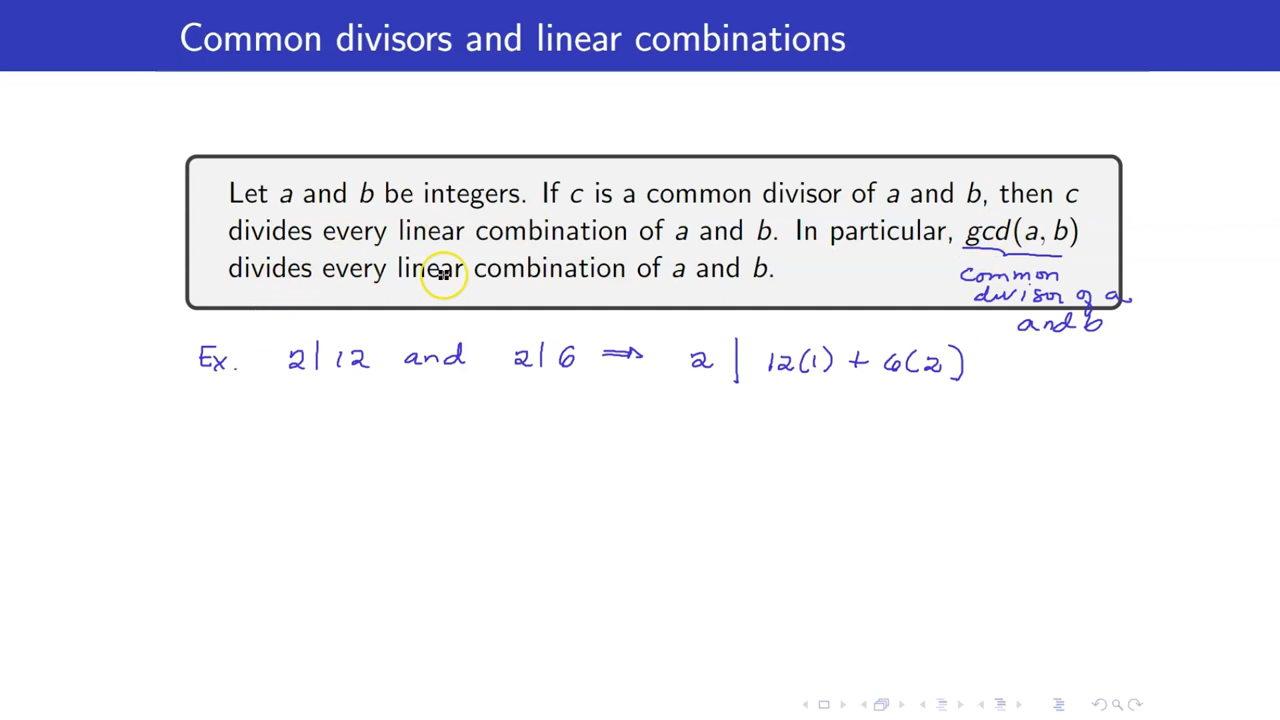 Common divisors and linear combinations
Let a and b be integers. If c is a common divisor of a and b, then c
divides every linear combination of a and b. In particular, gcd(a, b)
divides every linear combination of a and b.
common
divisor of a
and b
Ex. 2|12 and 2|6 ⟹ 2 | 12(1) + 6(2)